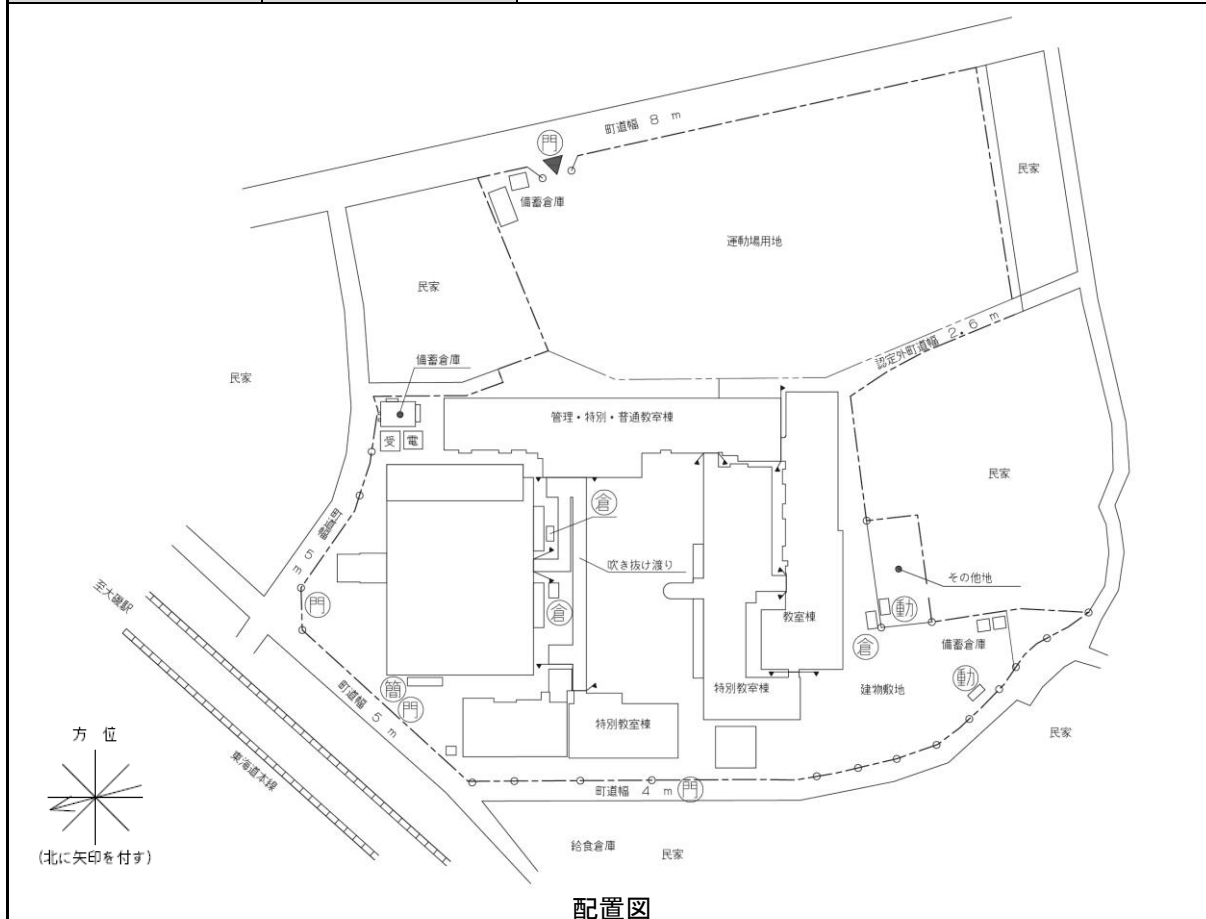 町道幅 8 m
門
備蓄倉庫
民家
運動場用地
民家
認定外町道幅 2.6 m
備蓄倉庫
民家
管理・特別・普通教室棟
受 電
民家
倉
町道幅 5 m
吹き抜け渡り
その他地
至大磯駅
門
倉
教室棟
動
倉
備蓄倉庫
簡
門
町道幅 5 m
特別教室棟
建物敷地
動
特別教室棟
民家
方 位
東海道本線
町道幅 4 m
門
(北に矢印を付す)
給食倉庫
民家
配置図